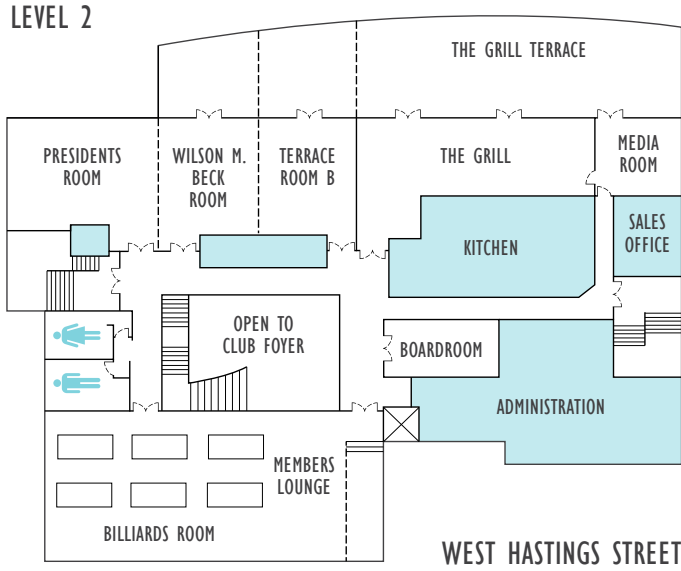 LEVEL 2
THE GRILL TERRACE
PRESIDENTS
ROOM
WILSON M.
BECK
ROOM
TERRACE
ROOM B
THE GRILL
MEDIA
ROOM
SALES
OFFICE
KITCHEN
OPEN TO
CLUB FOYER
BOARDROOM
ADMINISTRATION
MEMBERS
LOUNGE
BILLIARDS ROOM
WEST HASTINGS STREET